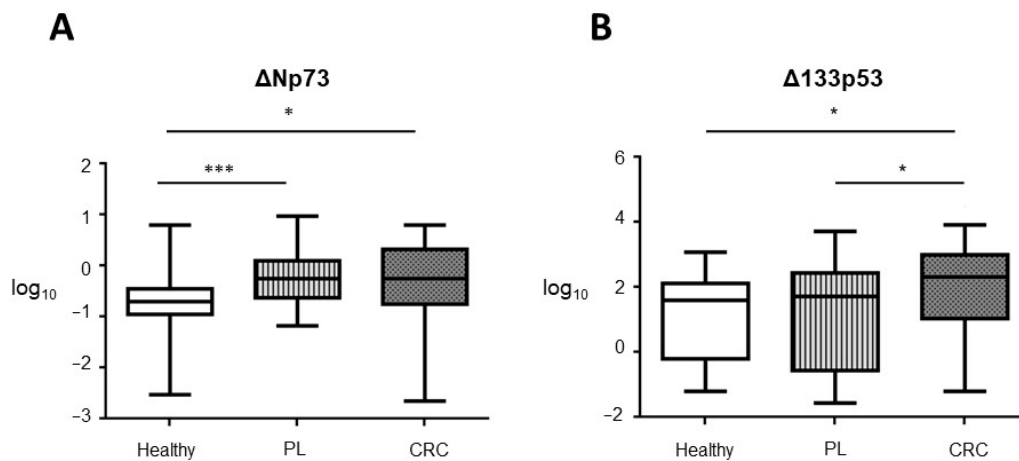 A
ΔNp73
*
***
2
1
0
−1
−2
−3
log10
Healthy
PL
CRC
B
Δ133p53
*
*
6
4
2
0
−2
log10
Healthy
PL
CRC